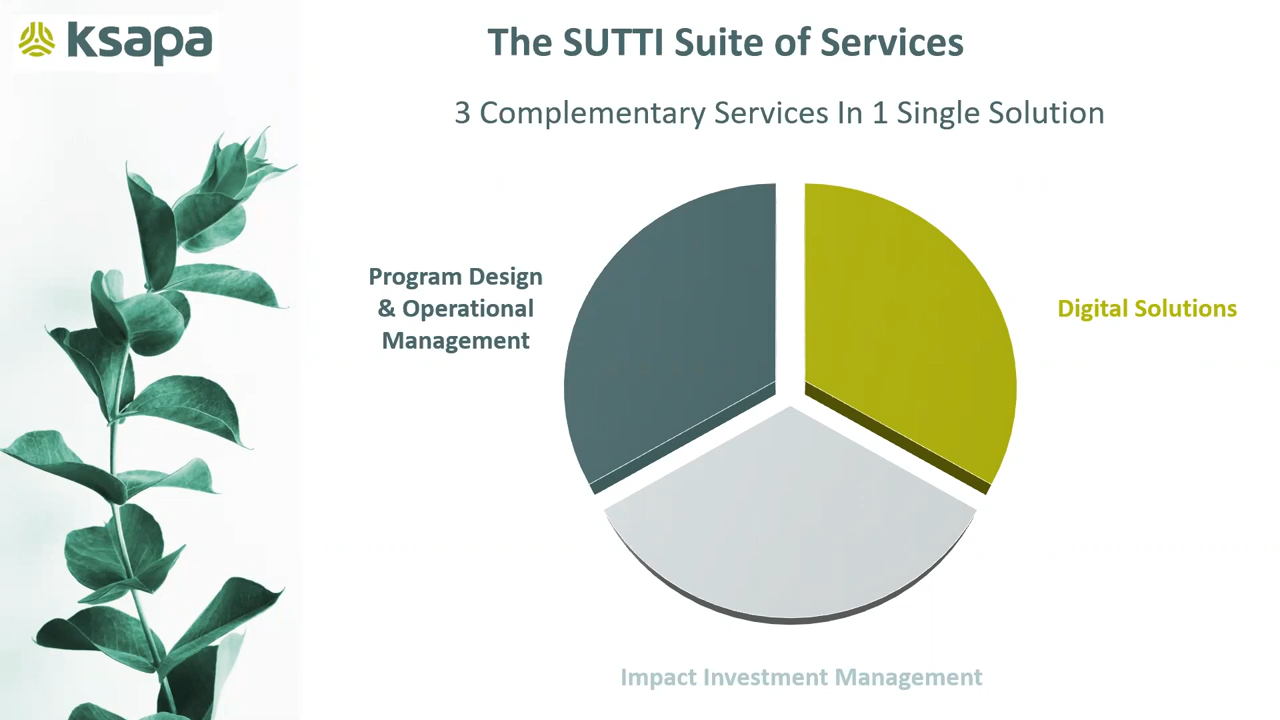 ksapa
The SUTTI Suite of Services
3 Complementary Services In 1 Single Solution
Program Design
& Operational
Management
Digital Solutions
Impact Investment Management